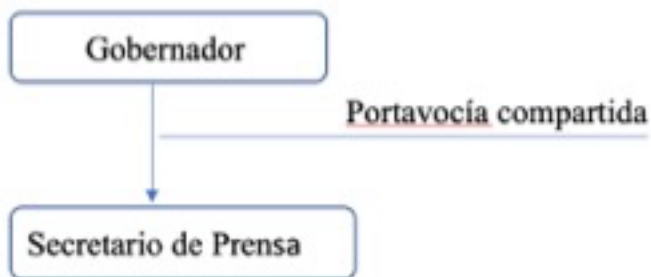 Gobernador
Portavocía compartida
Secretario de Prensa